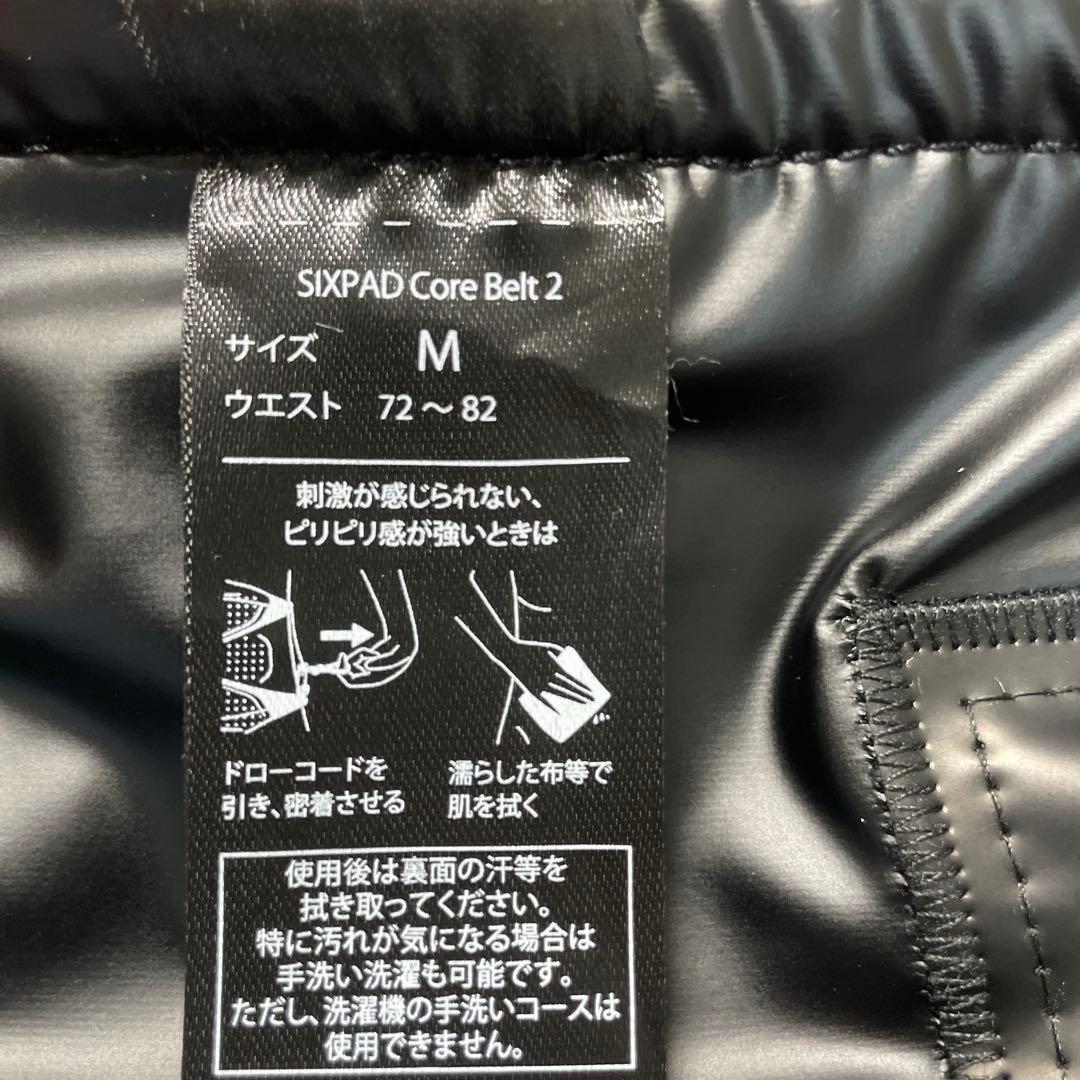 SIXPAD Core Belt 2
サイズ M
ウエスト 72～82
刺激が感じられない、
ピリピリ感が強いときは
ドローコードを
引き、密着させる
濡らした布等で
肌を拭く
使用後は裏面の汗等を
拭き取ってください。
特に汚れが気になる場合は
手洗い洗濯も可能です。
ただし、洗濯機の手洗いコースは
使用できません。